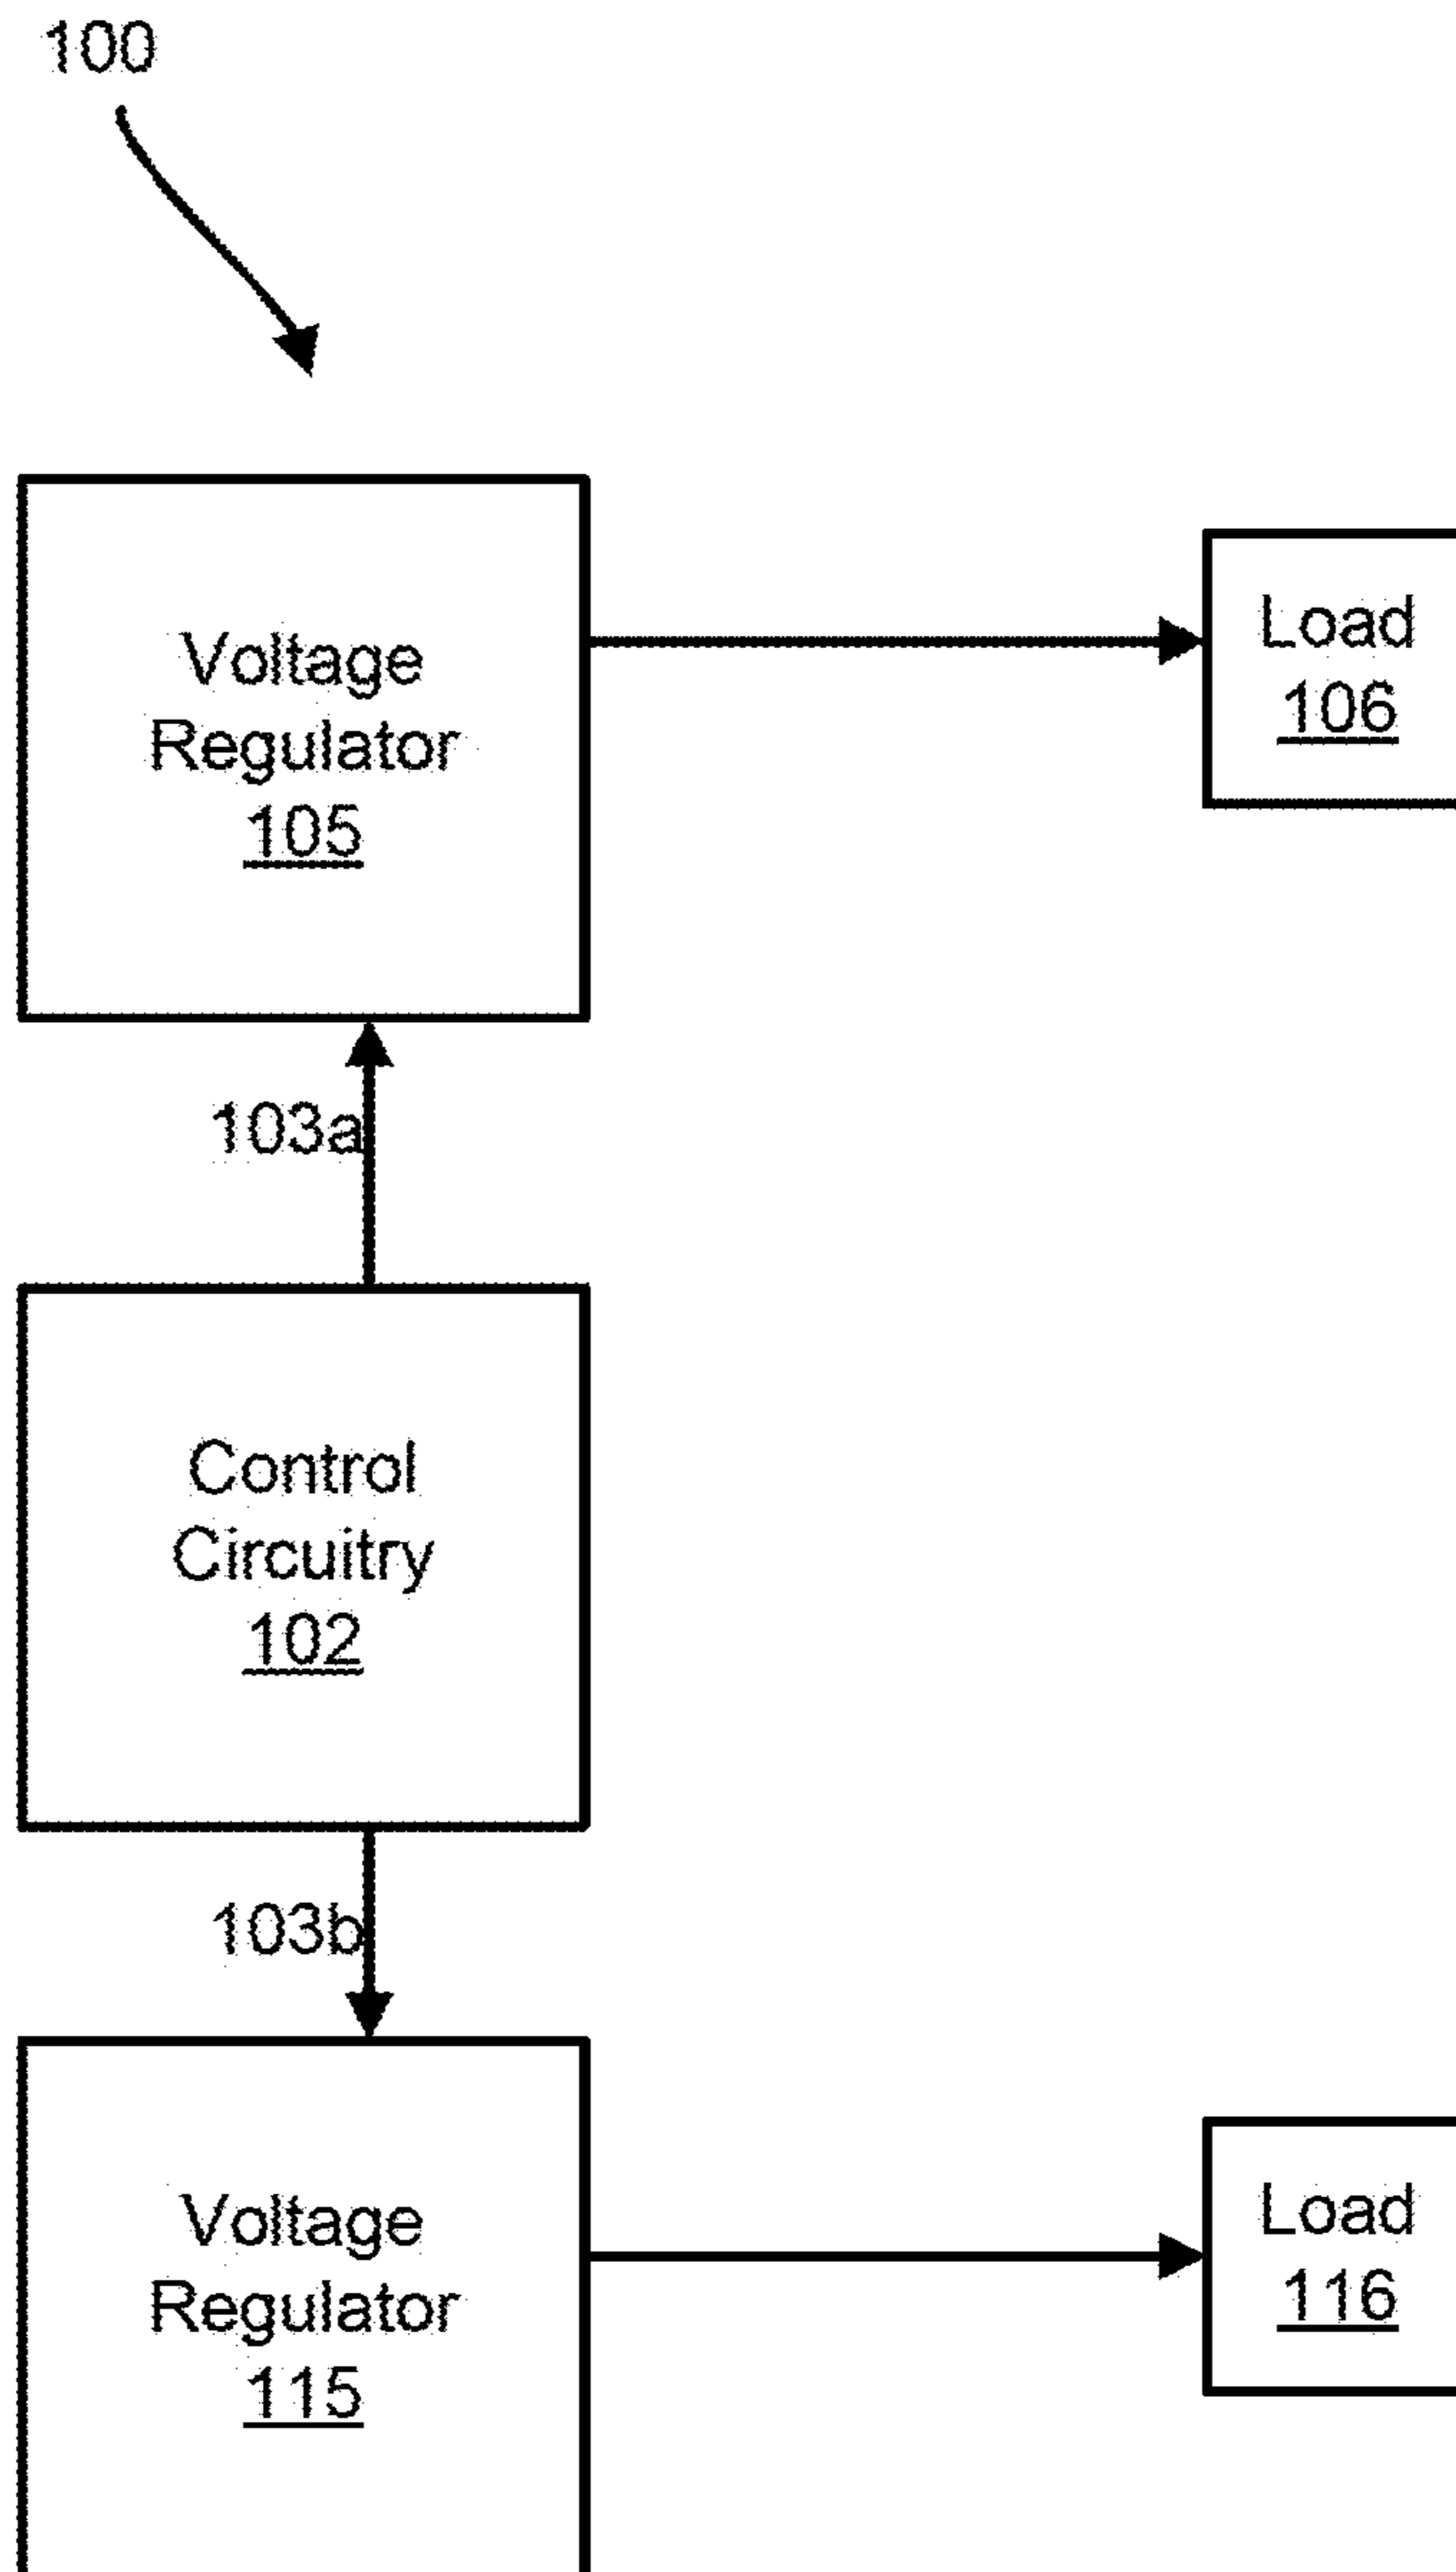 100
Voltage
Regulator
105
Load
106
103a
Control
Circuitry
102
103b
Voltage
Regulator
115
Load
116